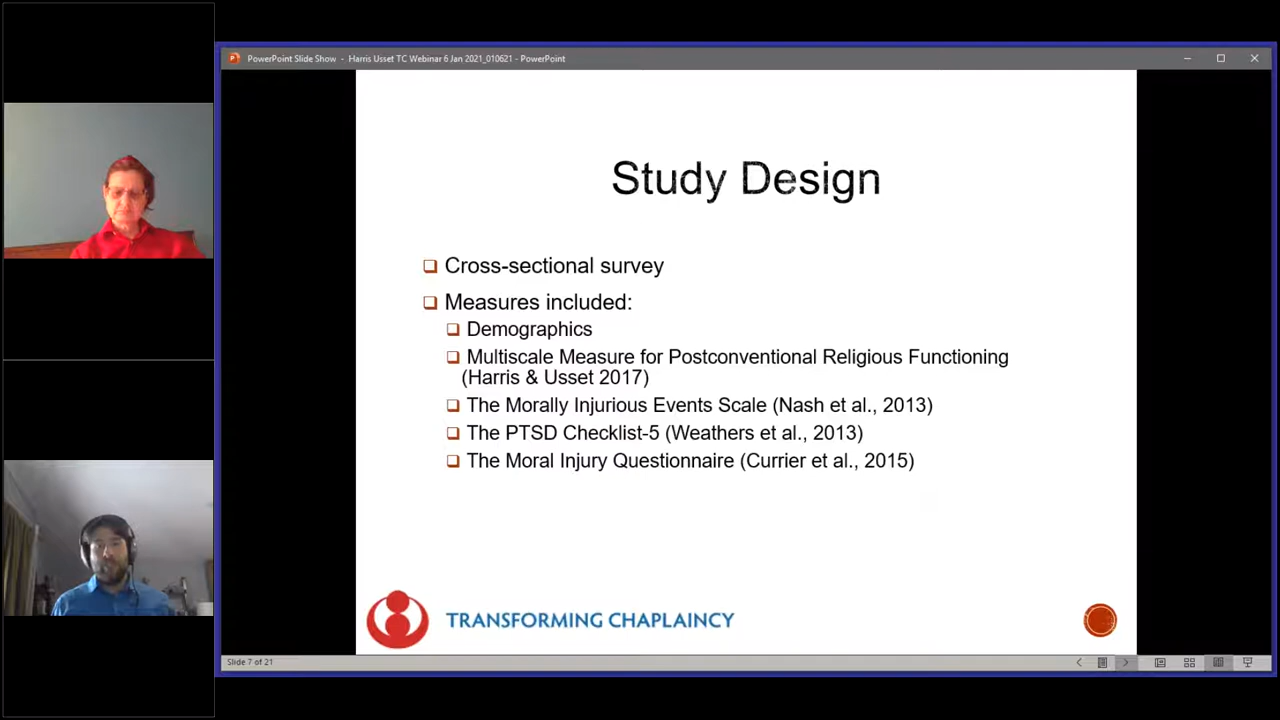 PowerPoint Slide Show - Harris Usset TC Webinar 6 Jan 2021_010621 - PowerPoint
Study Design
Cross-sectional survey
Measures included:
Demographics
Multiscale Measure for Postconventional Religious Functioning
(Harris & Usset 2017)
The Morally Injurious Events Scale (Nash et al., 2013)
The PTSD Checklist-5 (Weathers et al., 2013)
The Moral Injury Questionnaire (Currier et al., 2015)
TRANSFORMING CHAPLAINCY
Slide 7 of 21